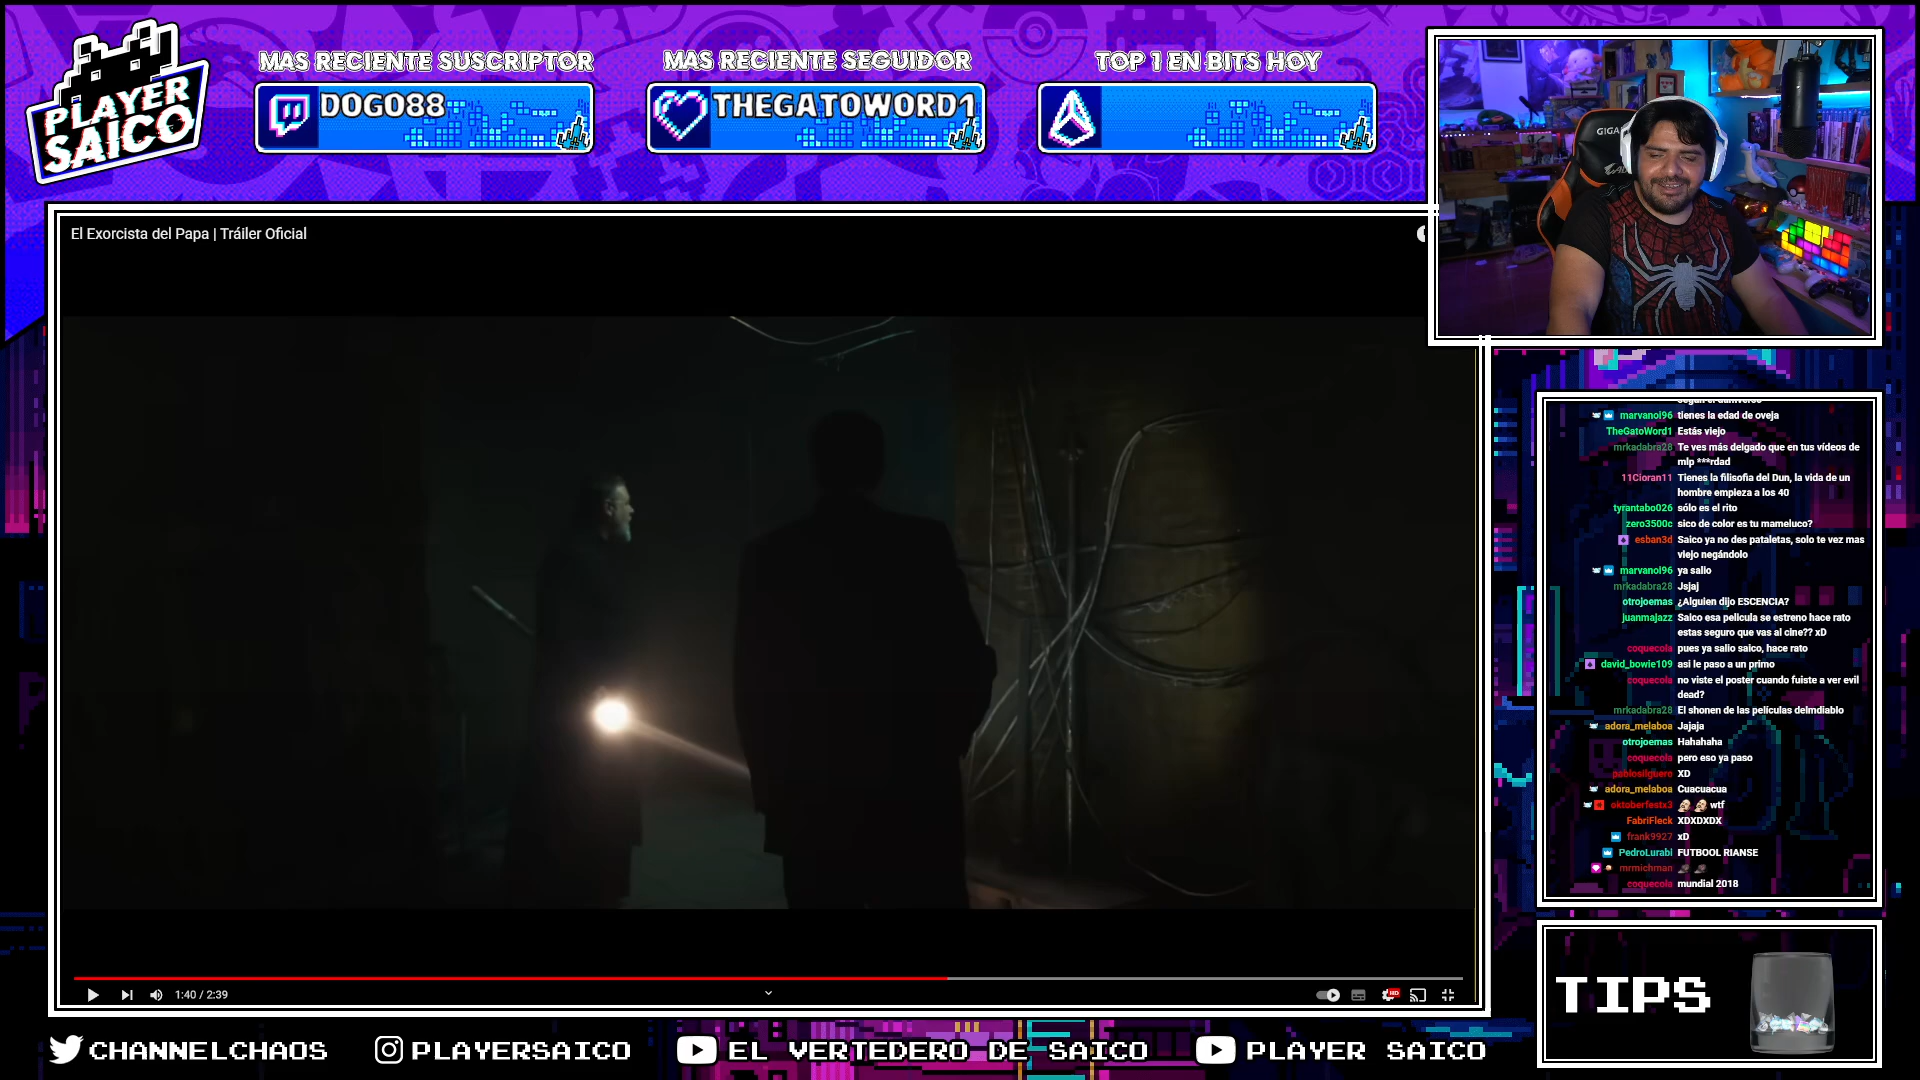 PLAYER
SAICO
MAS RECIENTE SUSCRIPTOR
DOGO88
MAS RECIENTE SEGUIDOR
THEGATOWORD1
TOP 1 EN BITS HOY
El Exorcista del Papa | Tráiler Oficial
marvanol96 tienes la edad de oveja
TheGatoWord1 Estás viejo
mrkadabra28 Te ves más delgado que en tus vídeos de
mlp ***rdad
11Cioran11 Tienes la filisofia del Dun, la vida de un
hombre empieza a los 40
tyrantabo026 sólo es el rito
zero3500c sico de color es tu mameluco?
esban3d Saico ya no des pataletas, solo te vez mas
viejo negándolo
marvanol96 ya salio
mrkadabra28 Jsjaj
otrojoemas ¿Alguien dijo ESCENCIA?
juanmajazz Saico esa pelicula se estreno hace rato
estas seguro que vas al cine?? xD
coquecola pues ya salio saico, hace rato
david_bowie109 asi le paso a un primo
coquecola no viste el poster cuando fuiste a ver evil
dead?
mrkadabra28 El shonen de las películas delmdiablo
adora_melaboa Jajaja
otrojoemas Hahahaha
coquecola pero eso ya paso
pablosilguero XD
adora_melaboa Cuacuacua
oktoberfestx3 wtf
FabriFleck XDXDXDX
frank9927 xD
PedroLurabi FUTBOOL RIANSE
mrmichman
coquecola mundial 2018
1:40 / 2:39
HD
TIPS
CHANNELCHAOS
PLAYERSAICO
EL VERTEDERO DE SAICO
PLAYER SAICO